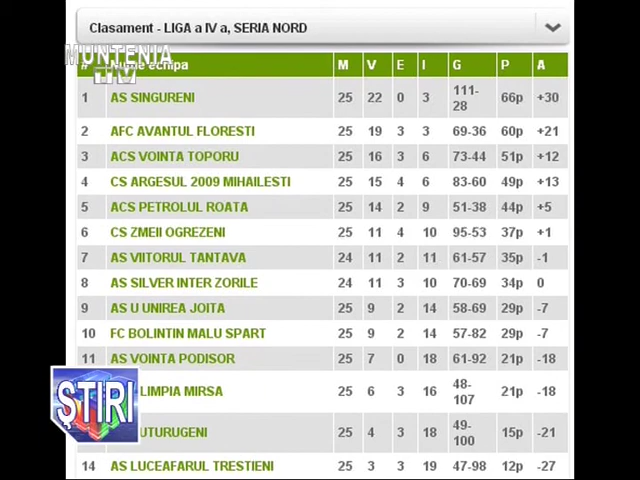 Clasament - LIGA a IV a, SERIA NORD
MUNTENIA
TV
# Nume echipa M V E I G P A
1 AS SINGURENI 25 22 0 3 111-28 66p +30
2 AFC AVANTUL FLORESTI 25 19 3 3 69-36 60p +21
3 ACS VOINTA TOPORU 25 16 3 6 73-44 51p +12
4 CS ARGESUL 2009 MIHAILESTI 25 15 4 6 83-60 49p +13
5 ACS PETROLUL ROATA 25 14 2 9 51-38 44p +5
6 CS ZMEII OGREZENI 25 11 4 10 95-53 37p +1
7 AS VIITORUL TANTAVA 24 11 2 11 61-57 35p -1
8 AS SILVER INTER ZORILE 24 11 3 10 70-69 34p 0
9 AS U UNIREA JOITA 25 9 2 14 58-69 29p -7
10 FC BOLINTIN MALU SPART 25 9 2 14 57-82 29p -7
11 AS VOINTA PODISOR 25 7 0 18 61-92 21p -18
LIMPIA MIRSA 25 6 3 16 48-107 21p -18
UTURUGENI 25 4 3 18 49-100 15p -21
14 AS LUCEAFARUL TRESTIENI 25 3 3 19 47-98 12p -27
ŞTIRI